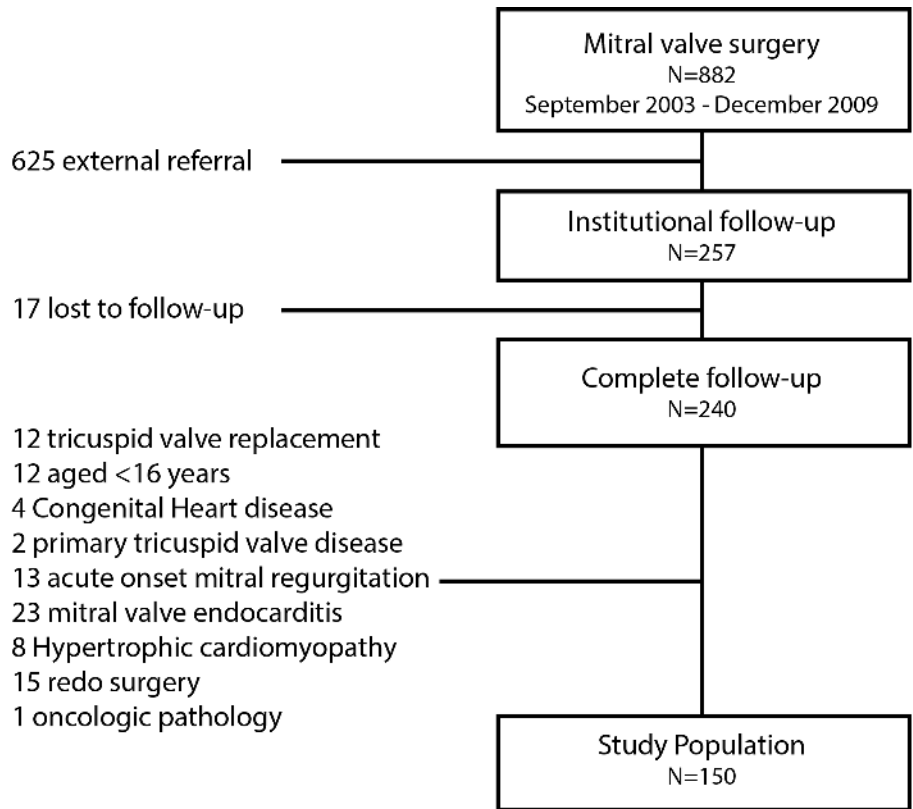 Mitral valve surgery
N=882
September 2003 - December 2009
625 external referral
Institutional follow-up
N=257
17 lost to follow-up
Complete follow-up
N=240
12 tricuspid valve replacement
12 aged <16 years
4 Congenital Heart disease
2 primary tricuspid valve disease
13 acute onset mitral regurgitation
23 mitral valve endocarditis
8 Hypertrophic cardiomyopathy
15 redo surgery
1 oncologic pathology
Study Population
N=150